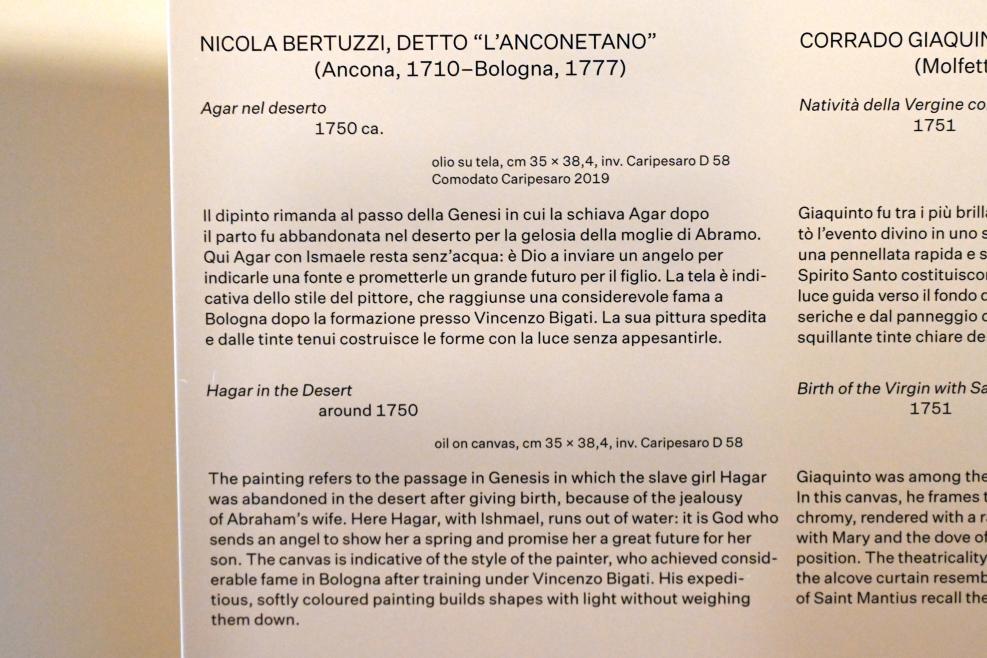 NICOLA BERTUZZI, DETTO “L’ANCONETANO”
(Ancona, 1710–Bologna, 1777)
Agar nel deserto
1750 ca.
olio su tela, cm 35 × 38,4, inv. Caripesaro D 58
Comodato Caripesaro 2019
Il dipinto rimanda al passo della Genesi in cui la schiava Agar dopo
il parto fu abbandonata nel deserto per la gelosia della moglie di Abramo.
Qui Agar con Ismaele resta senz’acqua: è Dio a inviare un angelo per
indicarle una fonte e prometterle un grande futuro per il figlio. La tela è indi-
cativa dello stile del pittore, che raggiunse una considerevole fama a
Bologna dopo la formazione presso Vincenzo Bigati. La sua pittura spedita
e dalle tinte tenui costruisce le forme con la luce senza appesantirle.
Hagar in the Desert
around 1750
oil on canvas, cm 35 × 38,4, inv. Caripesaro D 58
The painting refers to the passage in Genesis in which the slave girl Hagar
was abandoned in the desert after giving birth, because of the jealousy
of Abraham’s wife. Here Hagar, with Ishmael, runs out of water: it is God who
sends an angel to show her a spring and promise her a great future for her
son. The canvas is indicative of the style of the painter, who achieved consid-
erable fame in Bologna after training under Vincenzo Bigati. His expedi-
tious, softly coloured painting builds shapes with light without weighing
them down.
CORRADO
(Molfett
Natività della Vergine
1751
Giaquinto fu tra i più
tò l’evento divino in uno
una pennellata rapida e
Spirito Santo
luce guida verso il fondo
seriche e dal panneggio
squillante tinte chiare
Birth of the Virgin with
1751
Giaquinto was among the
In this canvas, he frames
chromy, rendered with a
with Mary and the dove of
position. The theatricality
the alcove curtain
of Saint Mantius recall the